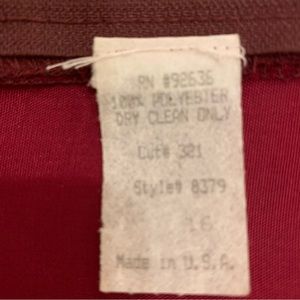 RN #92636
100% POLYESTER
DRY CLEAN ONLY
Cut# 321
Style# 8379
16
Made in U.S.A.